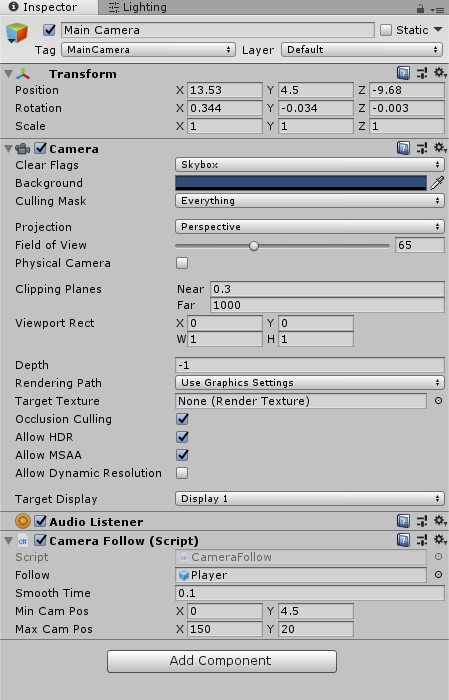 Inspector Lighting
Main Camera Static
Tag MainCamera Layer Default
Transform
Position X 13.53 Y 4.5 Z -9.68
Rotation X 0.344 Y -0.034 Z -0.003
Scale X 1 Y 1 Z 1
Camera
Clear Flags Skybox
Background
Culling Mask Everything
Projection Perspective
Field of View 65
Physical Camera
Clipping Planes Near 0.3
Far 1000
Viewport Rect X 0 Y 0
W 1 H 1
Depth -1
Rendering Path Use Graphics Settings
Target Texture None (Render Texture)
Occlusion Culling
Allow HDR
Allow MSAA
Allow Dynamic Resolution
Target Display Display 1
Audio Listener
C# Camera Follow (Script)
Script C# CameraFollow
Follow Player
Smooth Time 0.1
Min Cam Pos X 0 Y 4.5
Max Cam Pos X 150 Y 20
Add Component